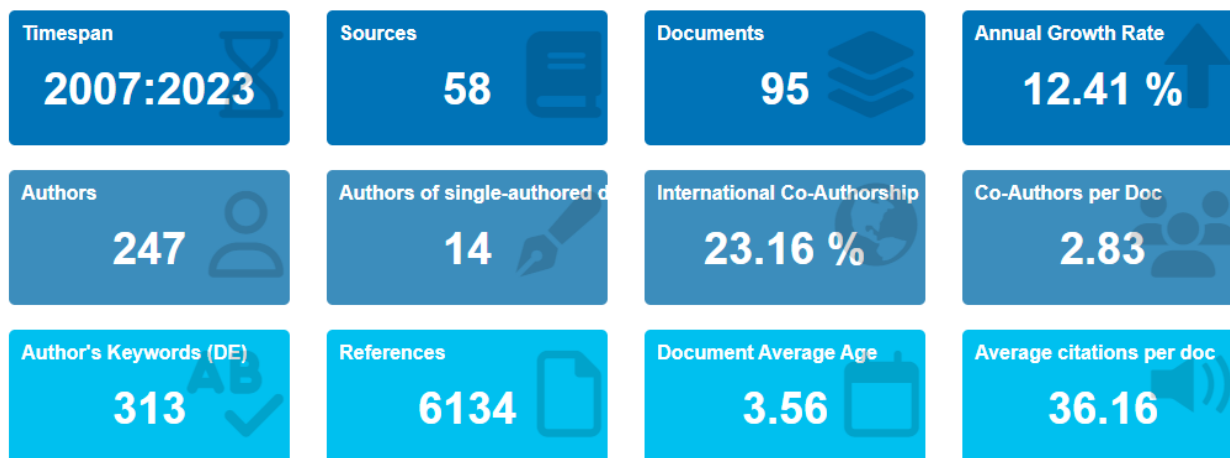 Timespan
2007:2023
Sources
58
Documents
95
Annual Growth Rate
12.41 %
Authors
247
Authors of single-authored d
14
International Co-Authorship
23.16 %
Co-Authors per Doc
2.83
Author's Keywords (DE)
313
AB
References
6134
Document Average Age
3.56
Average citations per doc
36.16